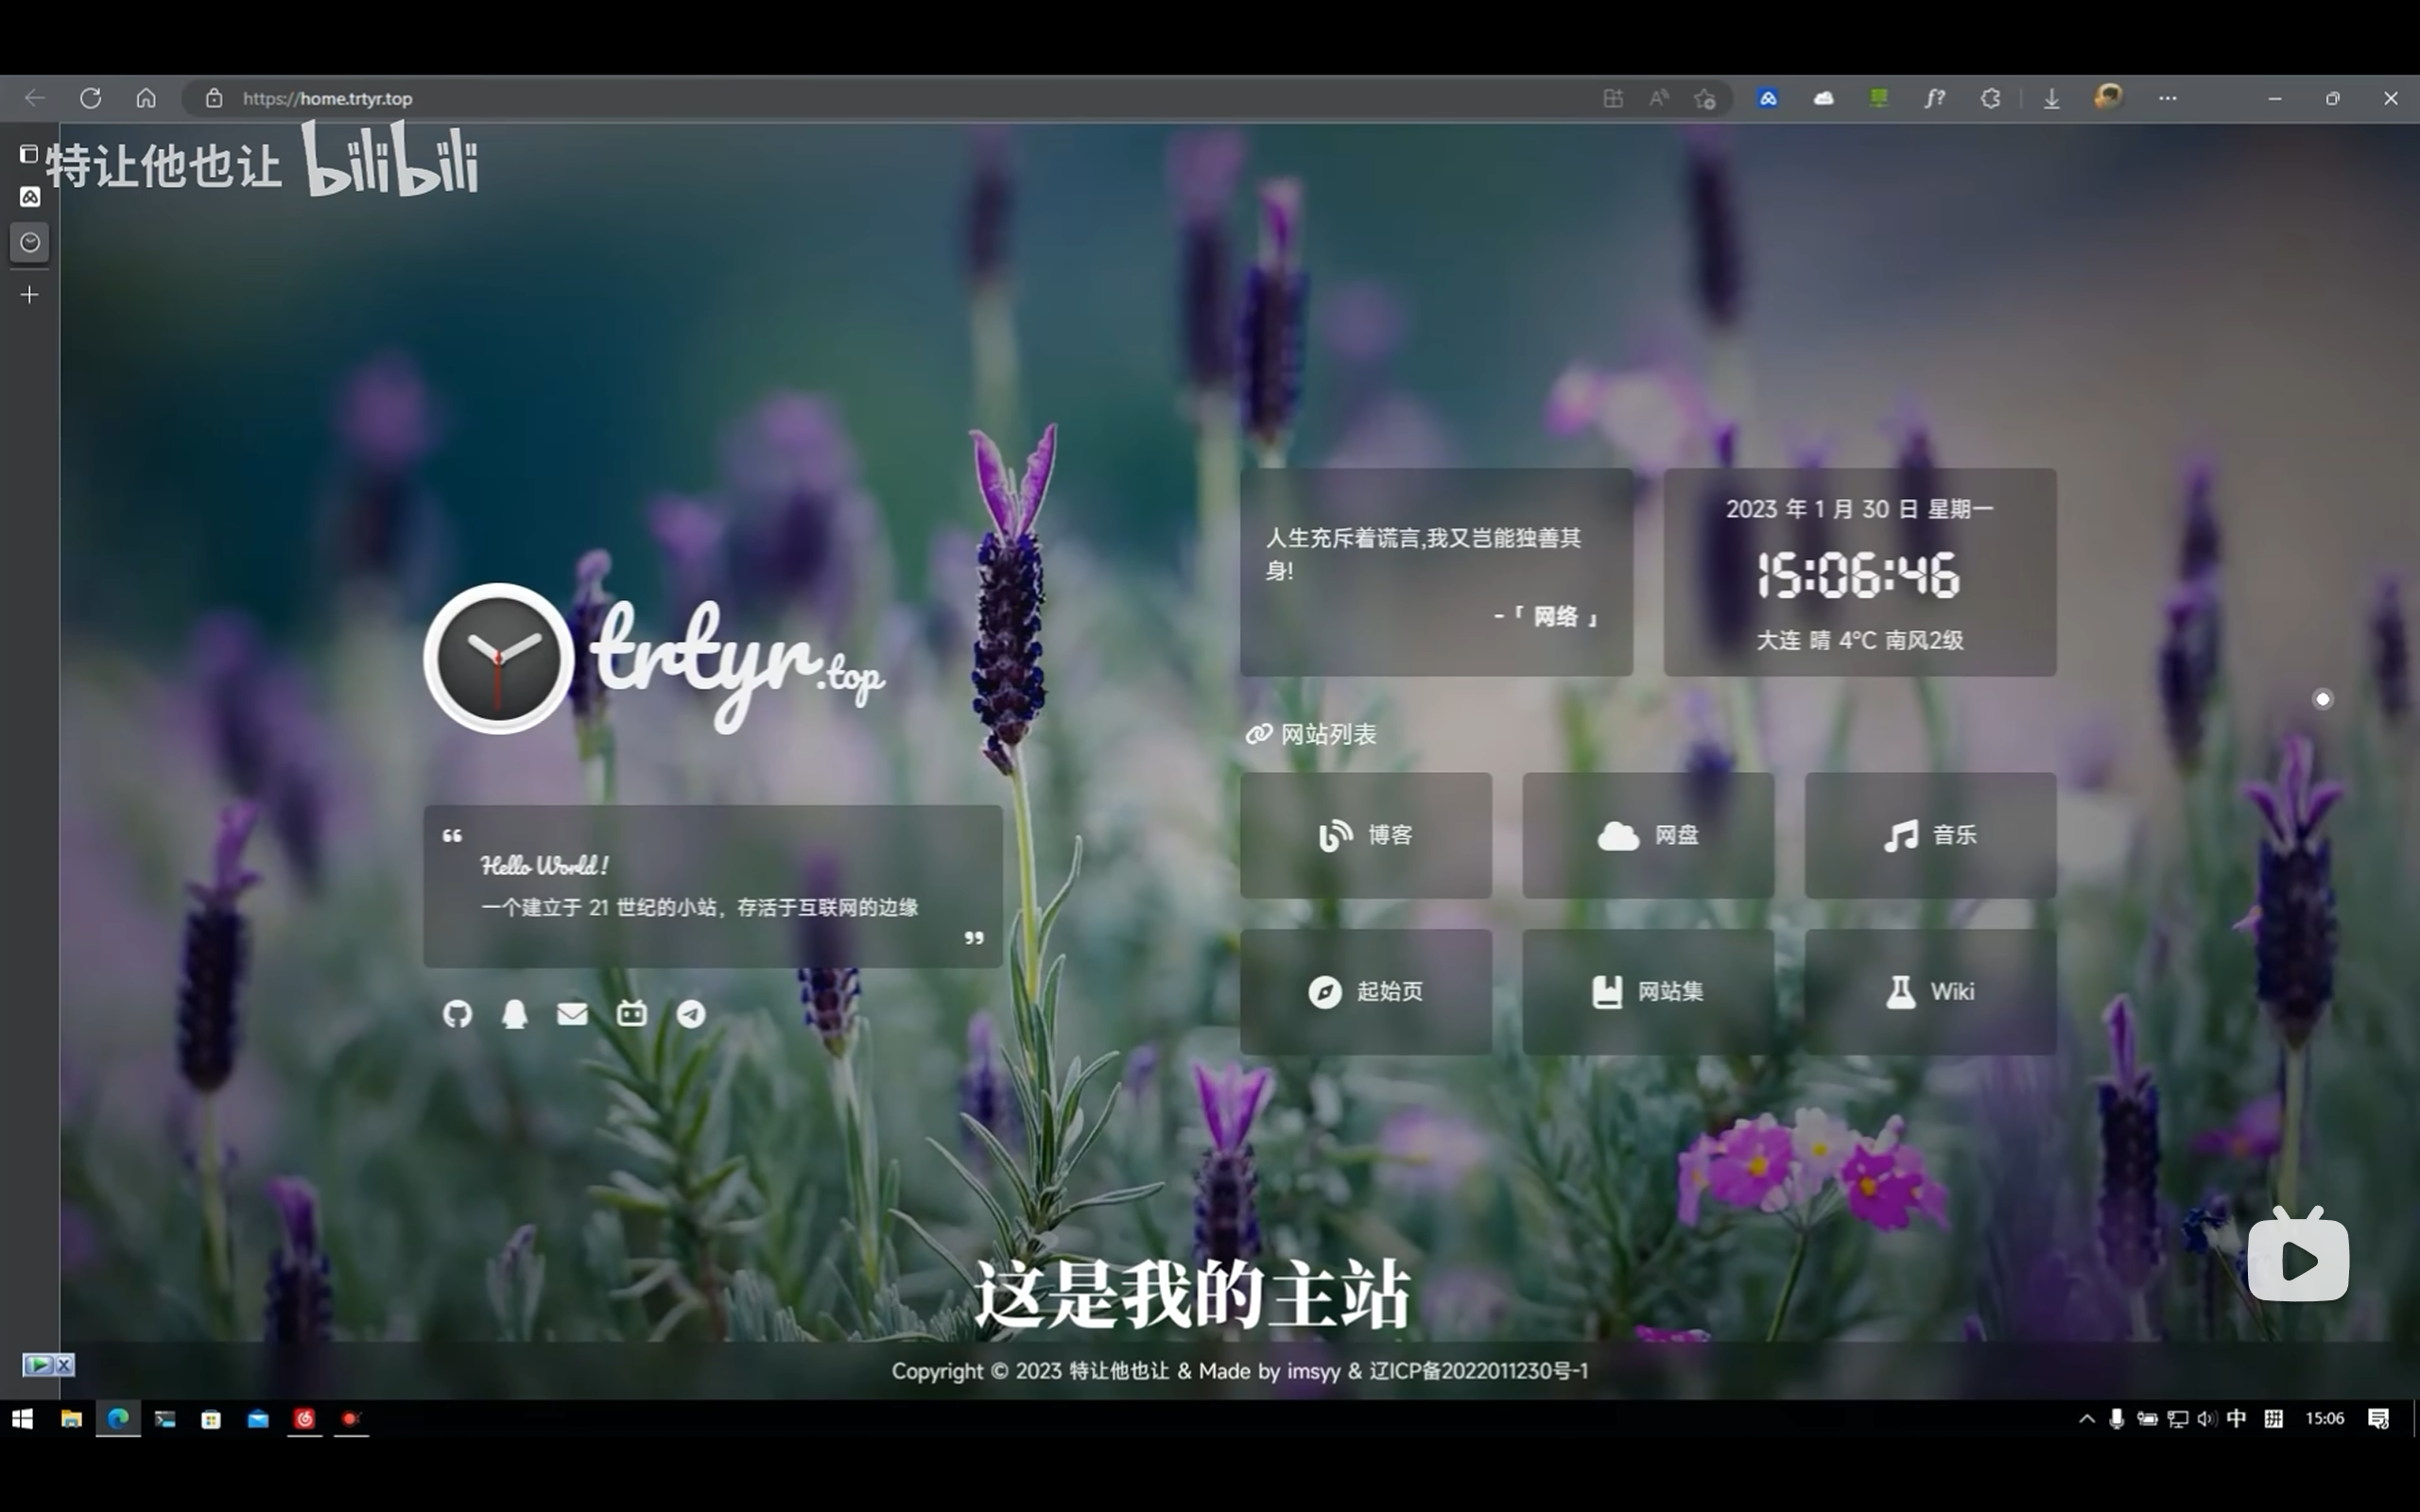 https://home.trtyr.top
特让他也让 bilibili
人生充斥着谎言,我又岂能独善其
身!
-「 网络 」
2023 年 1 月 30 日 星期一
15:06:46
大连 晴 4℃ 南风2级
trtyr.top
网站列表
博客
网盘
音乐
Hello World!
一个建立于 21 世纪的小站，存活于互联网的边缘
起始页
网站集
Wiki
这是我的主站
Copyright © 2023 特让他也让 & Made by imsyy & 辽ICP备2022011230号-1
中
拼
15:06